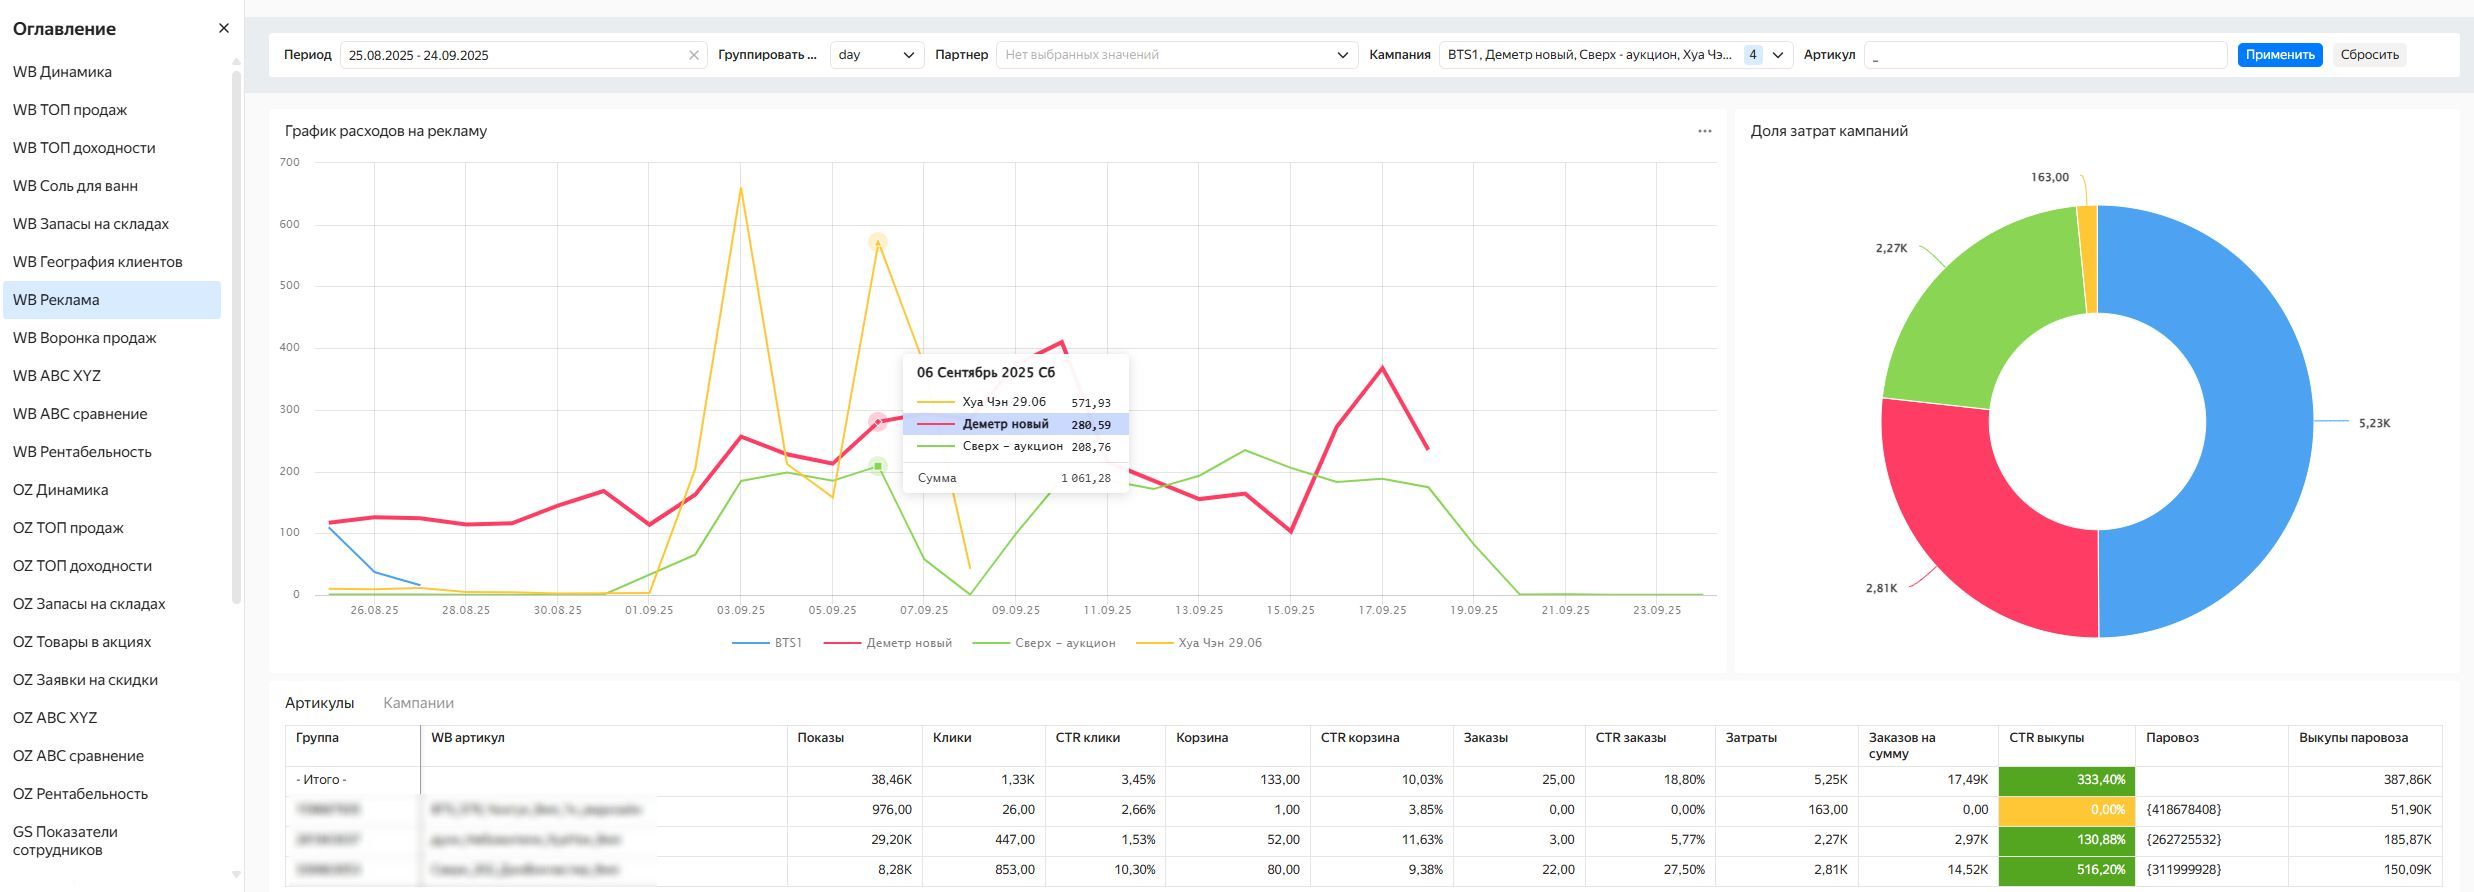 Оглавление
WB Динамика
WB ТОП продаж
WB ТОП доходности
WB Соль для ванн
WB Запасы на складах
WB География клиентов
WB Реклама
WB Воронка продаж
WB ABC XYZ
WB ABC сравнение
WB Рентабельность
OZ Динамика
OZ ТОП продаж
OZ ТОП доходности
OZ Запасы на складах
OZ Товары в акциях
OZ Заявки на скидки
OZ ABC XYZ
OZ ABC сравнение
OZ Рентабельность
GS Показатели
сотрудников
Период 25.08.2025 - 24.09.2025 Группировать ... day Партнер Нет выбранных значений Кампания BTS1, Деметр новый, Сверх - аукцион, Хуа Чэ... 4 Артикул _ Применить Сбросить
График расходов на рекламу
700
600
500
400
300
200
100
0
26.08.25 28.08.25 30.08.25 01.09.25 03.09.25 05.09.25 07.09.25 09.09.25 11.09.25 13.09.25 15.09.25 17.09.25 19.09.25 21.09.25 23.09.25
06 Сентябрь 2025 Сб
Хуа Чэн 29.06 571,93
Деметр новый 280,59
Сверх - аукцион 208,76
Сумма 1 061,28
BTS1 Деметр новый Сверх - аукцион Хуа Чэн 29.06
Доля затрат кампаний
163,00
2,27K
5,23K
2,81K
Артикулы Кампании
Группа WB артикул Показы Клики CTR клики Корзина CTR корзина Заказы CTR заказы Затраты Заказов на сумму CTR выкупы Паровоз Выкупы паровоза
- Итого - 38,46K 1,33K 3,45% 133,00 10,03% 25,00 18,80% 5,25K 17,49K 333,40% 387,86K
976,00 26,00 2,66% 1,00 3,85% 0,00 0,00% 163,00 0,00 0,00% {418678408} 51,90K
29,20K 447,00 1,53% 52,00 11,63% 3,00 5,77% 2,27K 2,97K 130,88% {262725532} 185,87K
8,28K 853,00 10,30% 80,00 9,38% 22,00 27,50% 2,81K 14,52K 516,20% {311999928} 150,09K